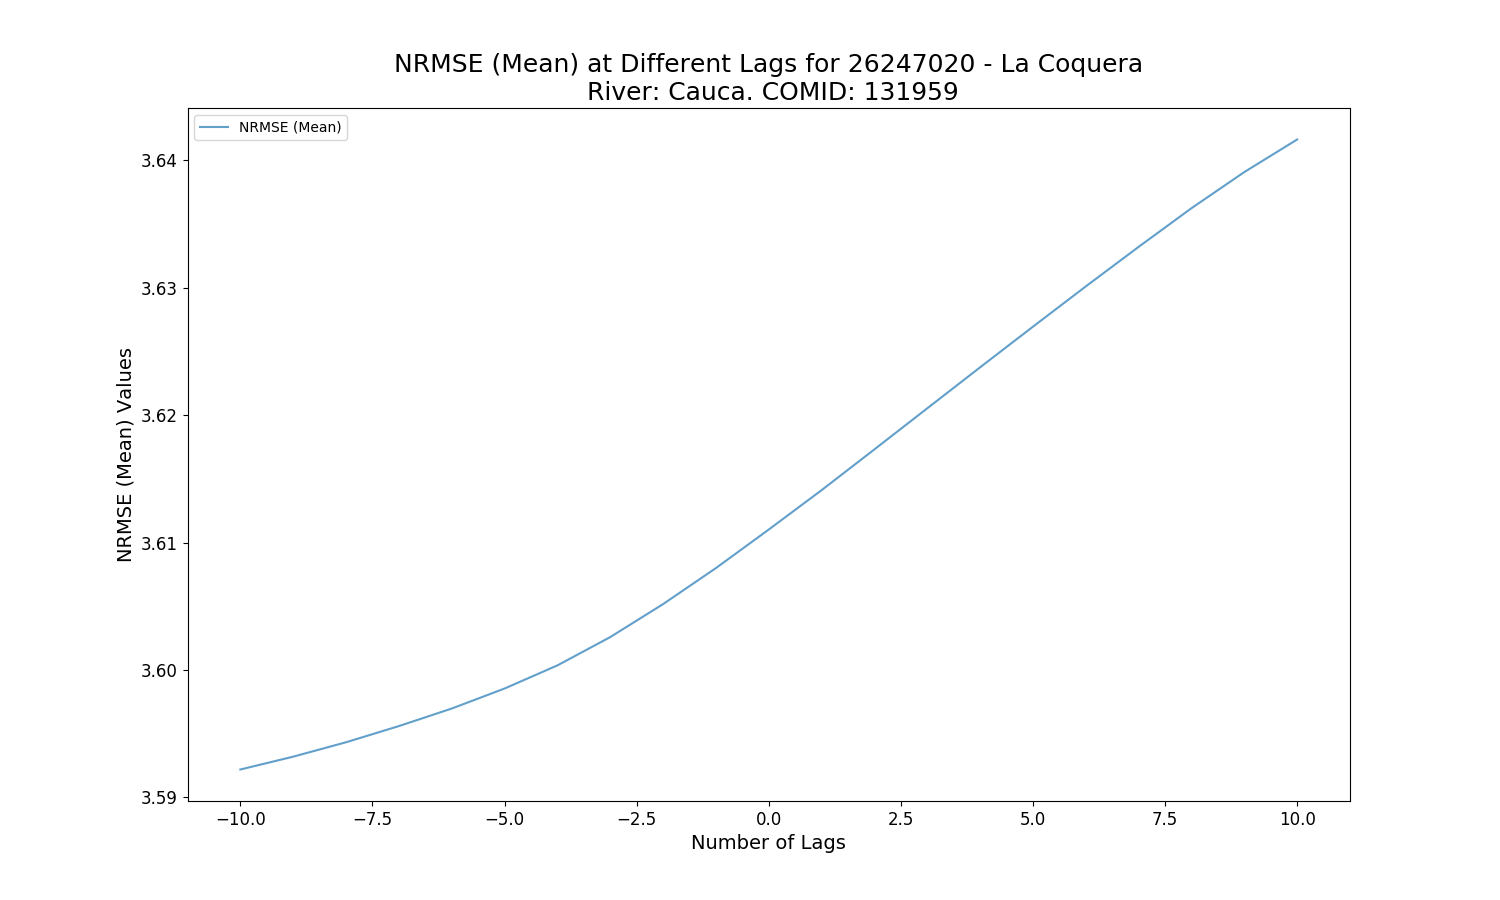 NRMSE (Mean) at Different Lags for 26247020 - La Coquera
River: Cauca. COMID: 131959
NRMSE (Mean)
3.64
3.63
3.62
3.61
3.60
3.59
NRMSE (Mean) Values
−10.0 −7.5 −5.0 −2.5 0.0 2.5 5.0 7.5 10.0
Number of Lags